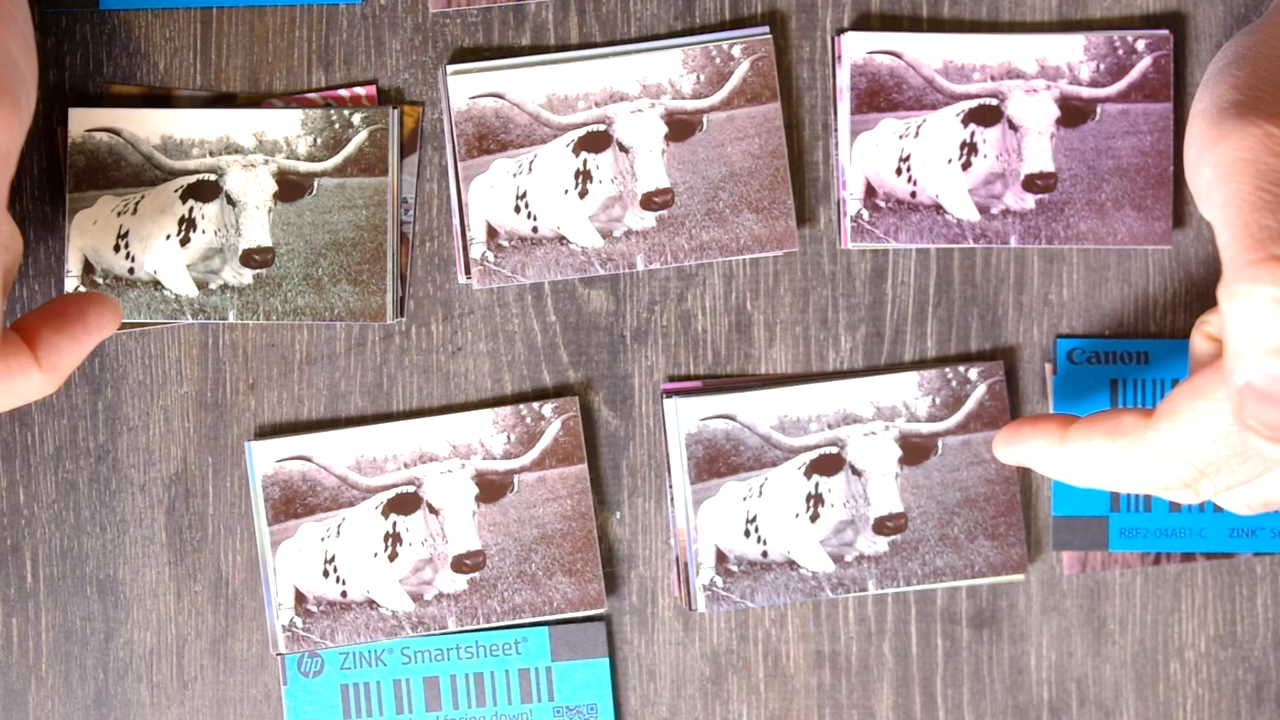 Canon
R8F2-04AB1-C ZINK™
hp ZINK® Smartsheet®
facing down!